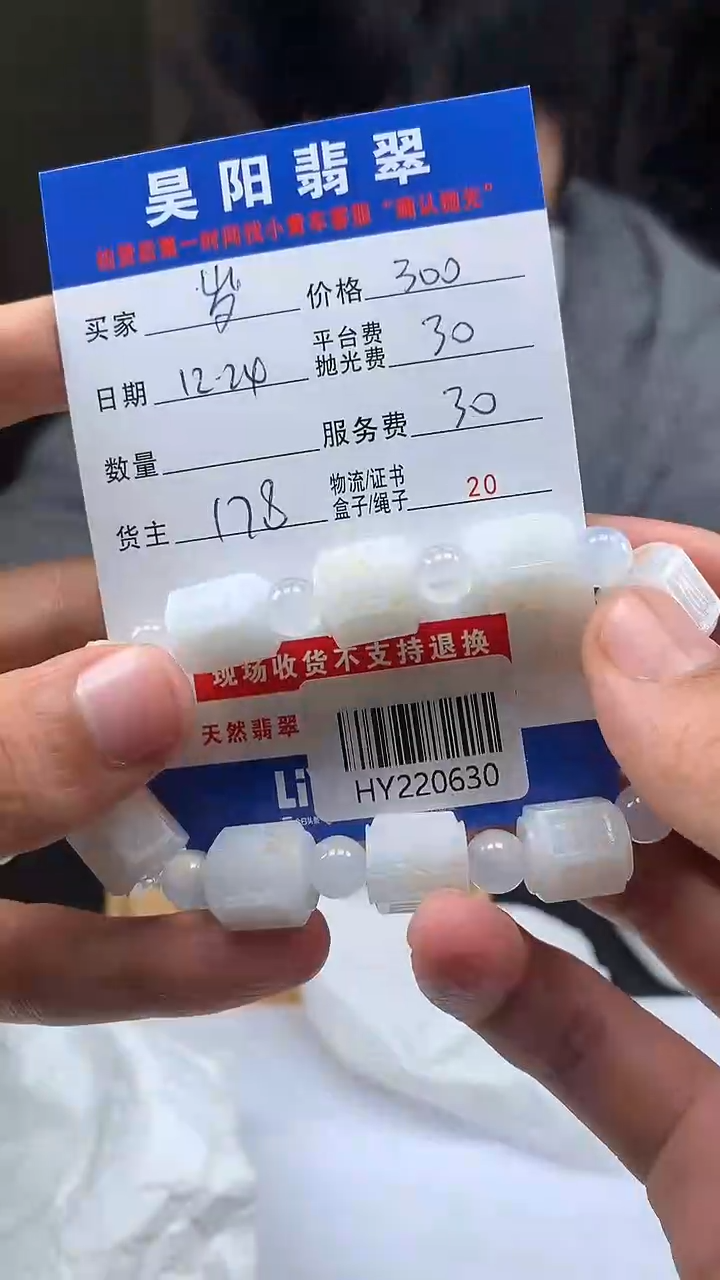 昊阳翡翠
买家 价格 300
日期 12-24 平台费 抛光费 30
数量 服务费 30
货主 178 物流/证书 盒子/绳子 20
现场收货不支持退换
天然翡翠
HY220630